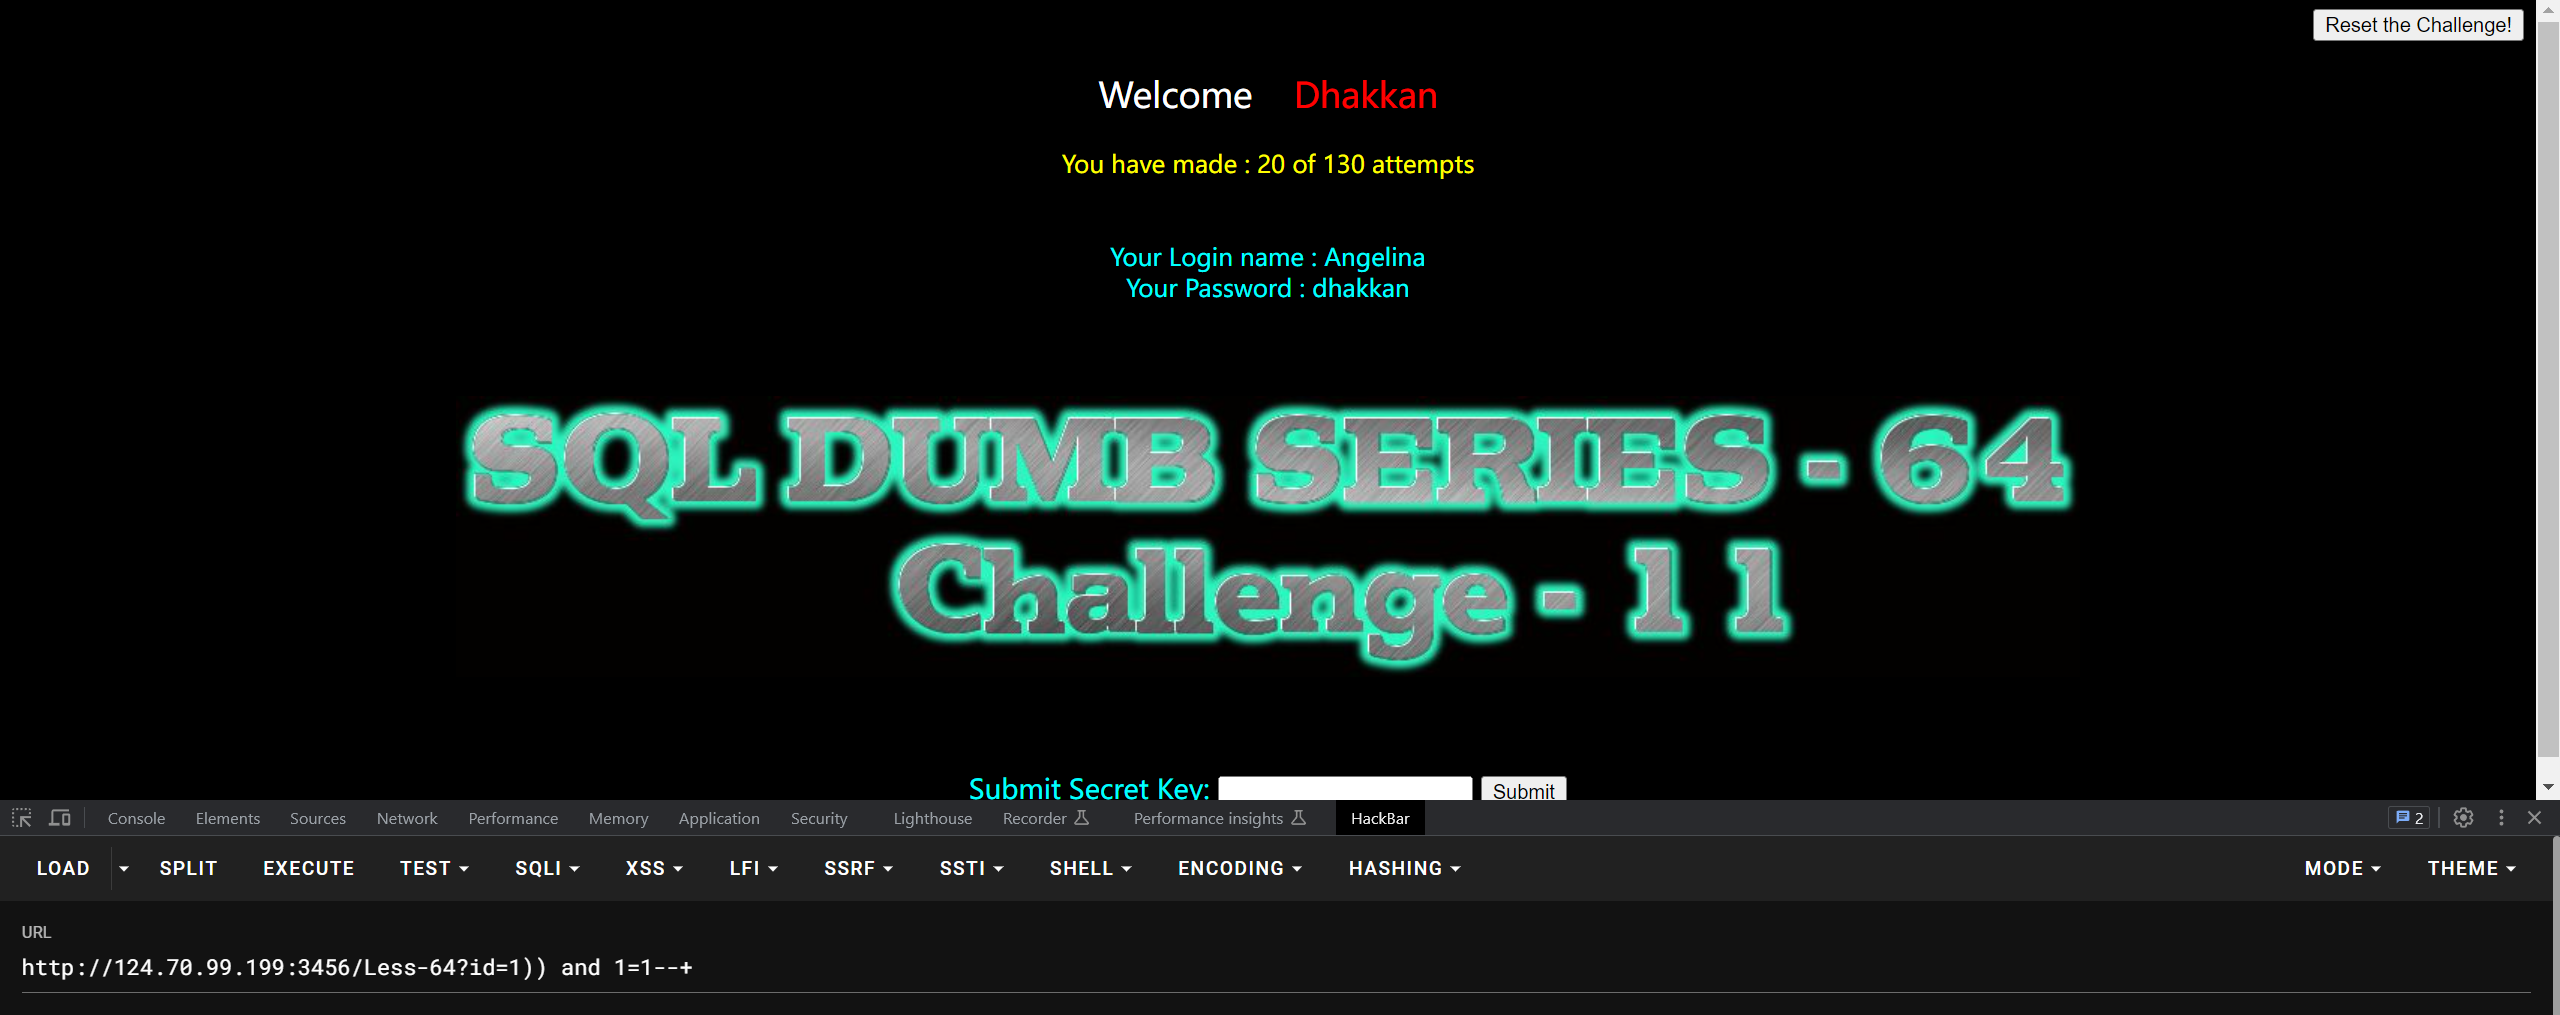 Reset the Challenge!
Welcome Dhakkan
You have made : 20 of 130 attempts
Your Login name : Angelina
Your Password : dhakkan
SQL DUMB SERIES - 64
Challenge - 11
Submit Secret Key: Submit
Console Elements Sources Network Performance Memory Application Security Lighthouse Recorder Performance insights HackBar 2
LOAD SPLIT EXECUTE TEST SQLI XSS LFI SSRF SSTI SHELL ENCODING HASHING MODE THEME
URL
http://124.70.99.199:3456/Less-64?id=1)) and 1=1--+